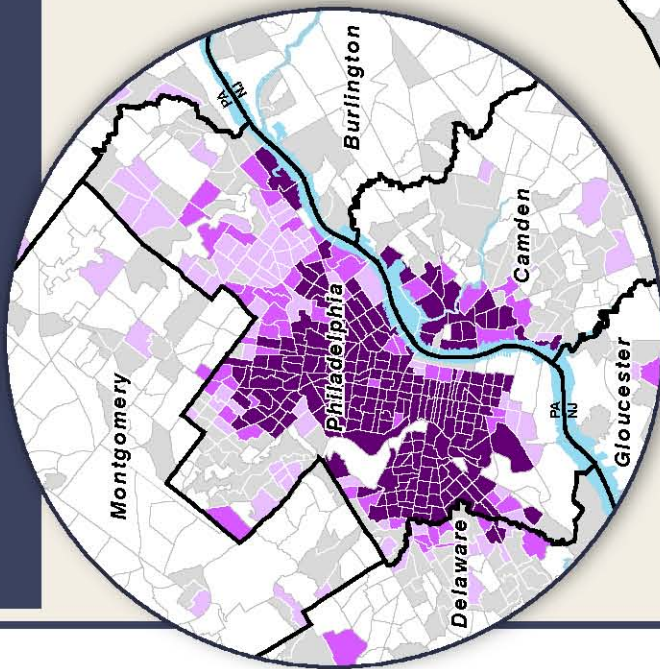 Montgomery
Philadelphia
Delaware
PA
NJ
Burlington
Camden
PA
NJ
Gloucester